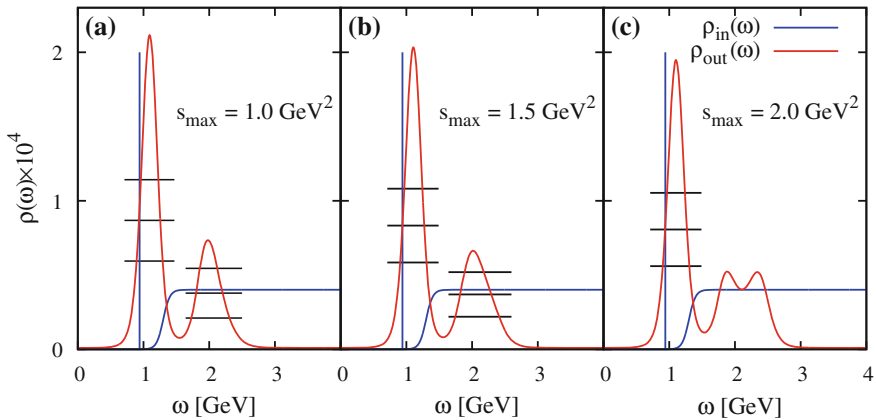 (a)
(b)
(c)
ρin(ω)
ρout(ω)
smax = 1.0 GeV²
smax = 1.5 GeV²
smax = 2.0 GeV²
ρ(ω)×10⁴
2
1
0
0 1 2 3
0 1 2 3
0 1 2 3 4
ω [GeV]
ω [GeV]
ω [GeV]